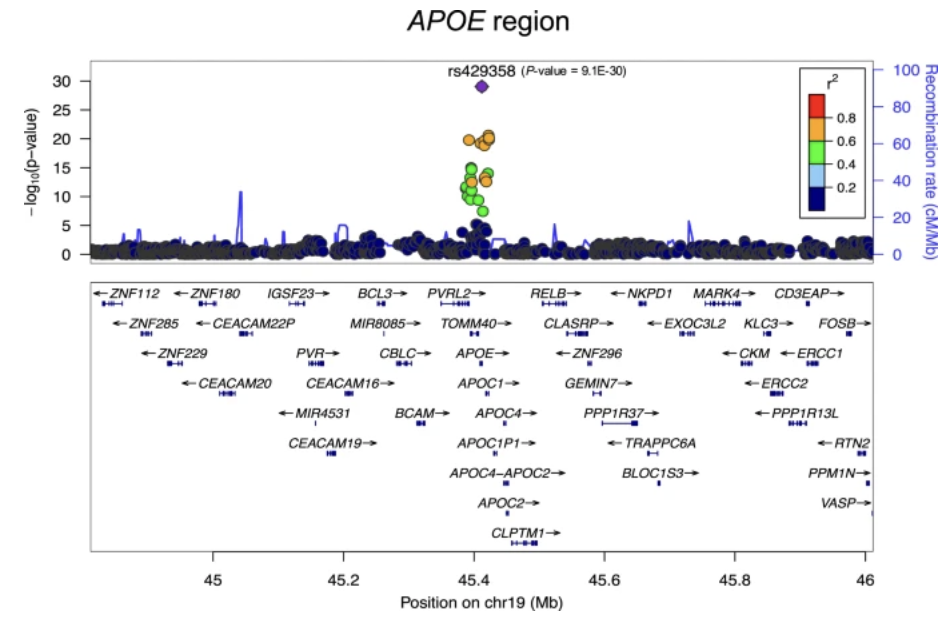 APOE region
rs429358 (P-value = 9.1E-30)
−log10(p−value)
30
25
20
15
10
5
0
r2
0.8
0.6
0.4
0.2
100
80
60
40
20
0
Recombination rate (cM/Mb)
←ZNF112 ←ZNF180 IGSF23→ BCL3→ PVRL2→ RELB→ ←NKPD1 MARK4→ CD3EAP→
←ZNF285 ←CEACAM22P MIR8085→ TOMM40→ CLASRP→ ←EXOC3L2 KLC3→ FOSB→
←ZNF229 PVR→ CBLC→ APOE→ ←ZNF296 ←CKM ←ERCC1
←CEACAM20 CEACAM16→ APOC1→ GEMIN7→ ←ERCC2
←MIR4531 BCAM→ APOC4→ PPP1R37→ ←PPP1R13L
CEACAM19→ APOC1P1→ ←TRAPPC6A ←RTN2
APOC4−APOC2→ BLOC1S3→ PPM1N→
APOC2→ VASP→
CLPTM1→
45 45.2 45.4 45.6 45.8 46
Position on chr19 (Mb)